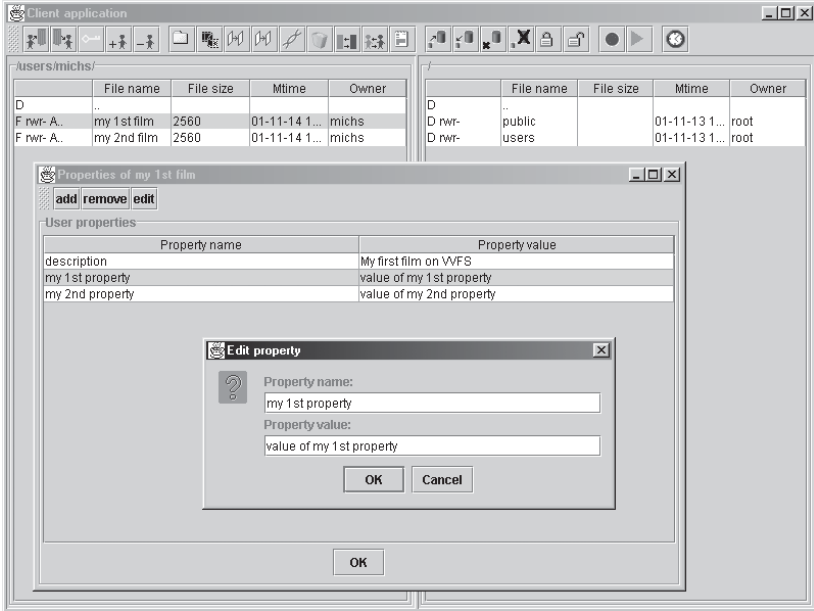 Client application
/users/michs/
File name File size Mtime Owner
D ..
F rwr- A.. my 1st film 2560 01-11-14 1... michs
F rwr- A.. my 2nd film 2560 01-11-14 1... michs
/
File name File size Mtime Owner
D ..
D rwr- public 01-11-13 1... root
D rwr- users 01-11-13 1... root
Properties of my 1st film
add remove edit
User properties
Property name Property value
description My first film on VVFS
my 1st property value of my 1st property
my 2nd property value of my 2nd property
Edit property
Property name:
my 1st property
Property value:
value of my 1st property
OK Cancel
OK